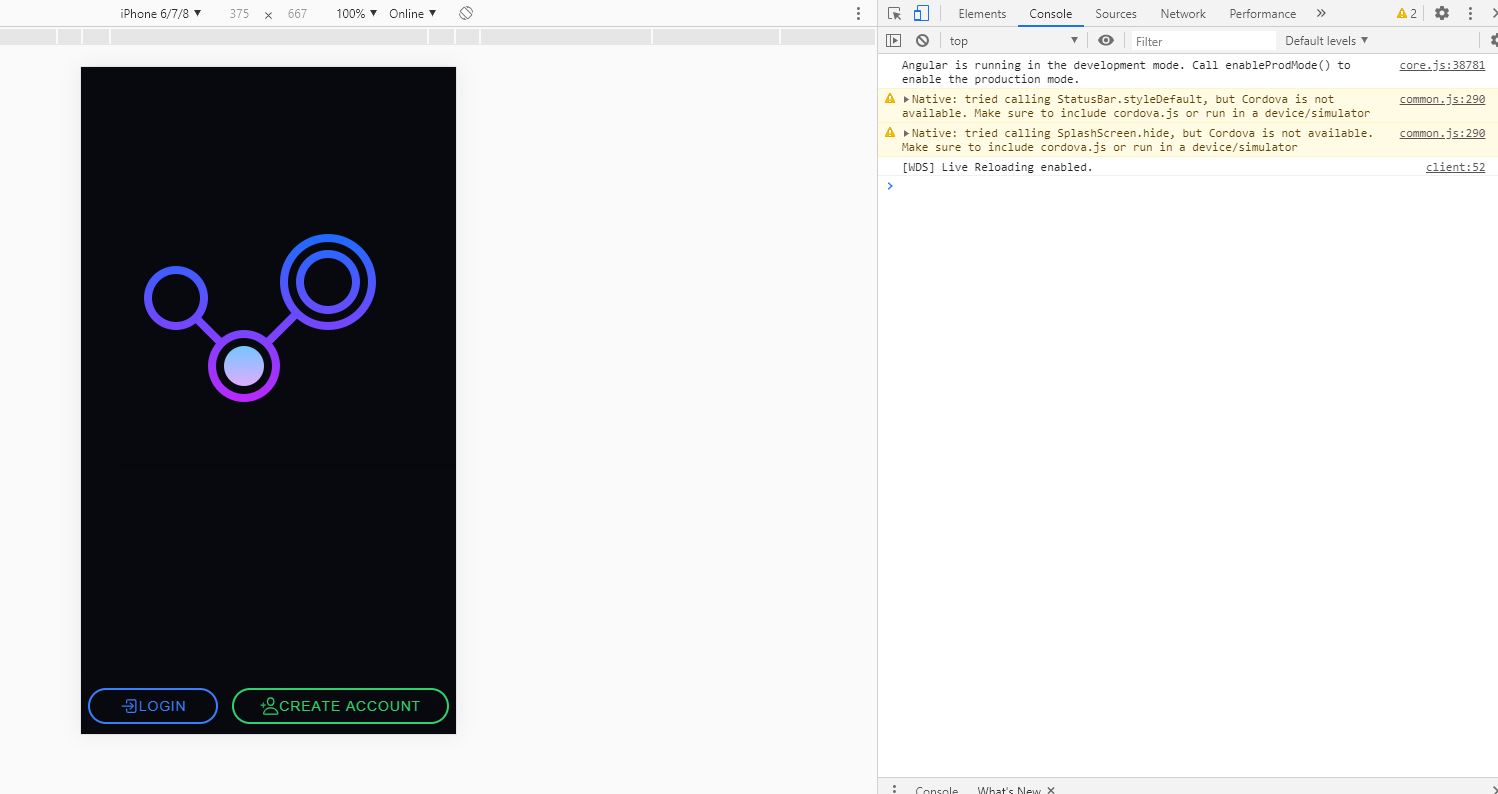 iPhone 6/7/8 ▼ 375 × 667 100% ▼ Online ▼
Elements Console Sources Network Performance » 2
top ▼ Filter Default levels ▼
Angular is running in the development mode. Call enableProdMode() to core.js:38781
enable the production mode.
▶Native: tried calling StatusBar.styleDefault, but Cordova is not common.js:290
available. Make sure to include cordova.js or run in a device/simulator
▶Native: tried calling SplashScreen.hide, but Cordova is not available. common.js:290
Make sure to include cordova.js or run in a device/simulator
[WDS] Live Reloading enabled. client:52
LOGIN CREATE ACCOUNT
Console What's New ×